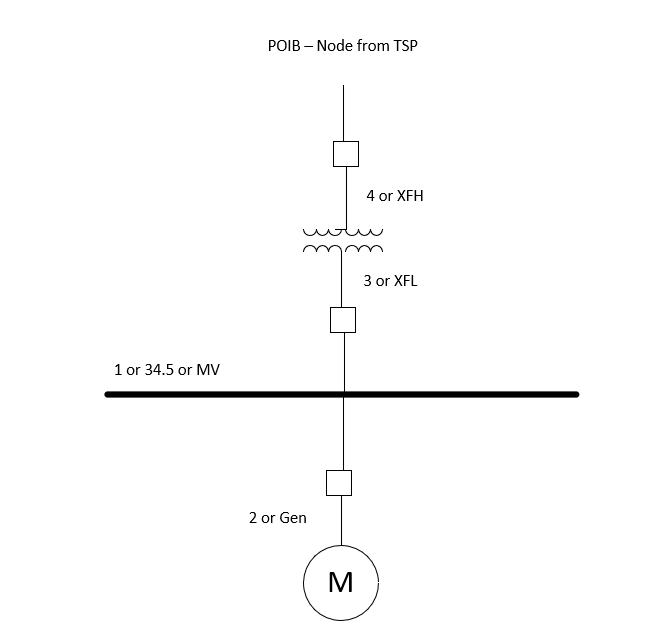 POIB – Node from TSP
4 or XFH
3 or XFL
1 or 34.5 or MV
2 or Gen
M